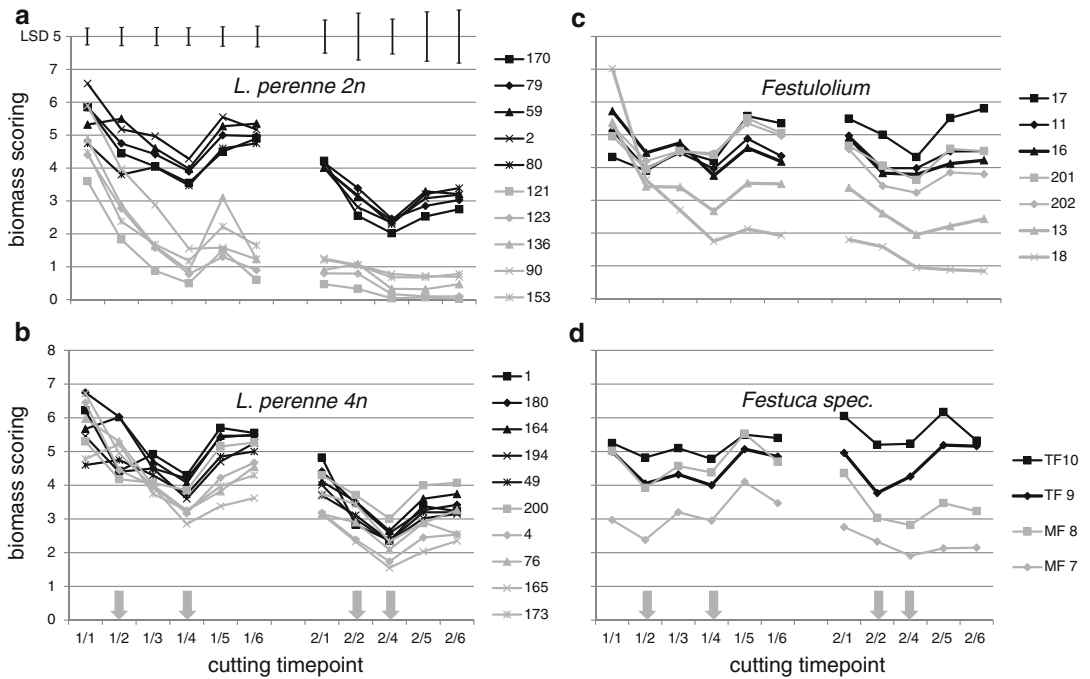 a
LSD 5
7
6
5
4
3
2
1
0
biomass scoring
L. perenne 2n
170
79
59
2
80
121
123
136
90
153
c
Festulolium
17
11
16
201
202
13
18
b
8
7
6
5
4
3
2
1
0
biomass scoring
L. perenne 4n
1/1 1/2 1/3 1/4 1/5 1/6 2/1 2/2 2/4 2/5 2/6
cutting timepoint
1
180
164
194
49
200
4
76
165
173
d
Festuca spec.
1/1 1/2 1/3 1/4 1/5 1/6 2/1 2/2 2/4 2/5 2/6
cutting timepoint
TF10
TF 9
MF 8
MF 7